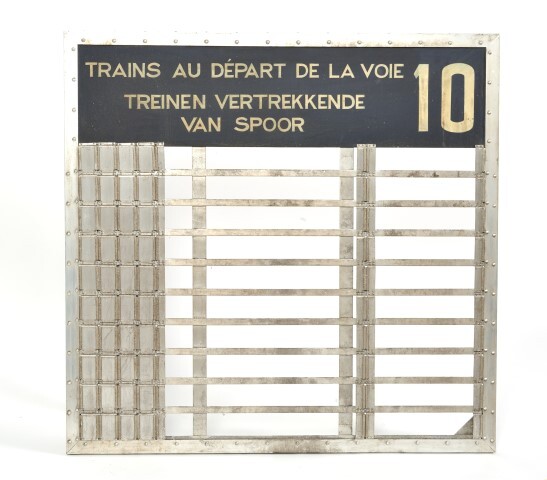 TRAINS AU DÉPART DE LA VOIE 10
TREINEN VERTREKKENDE
VAN SPOOR